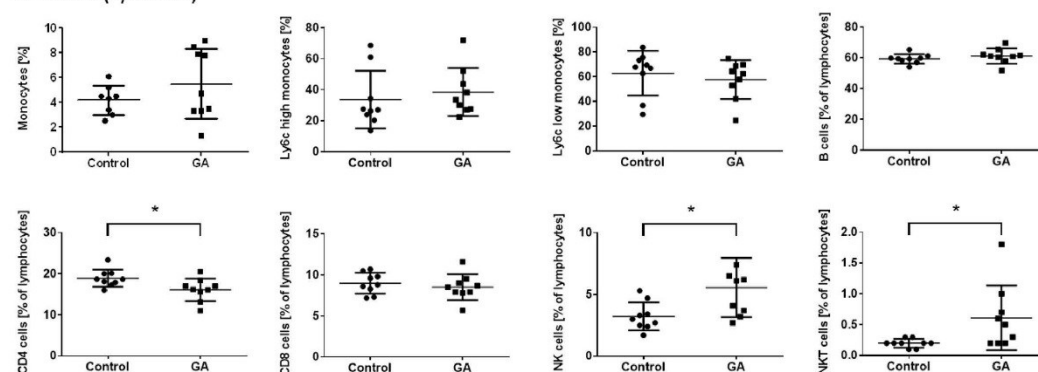 Monocytes [%]
10
8
6
4
2
0
Control GA
Ly6c high monocytes [%]
80
60
40
20
0
Control GA
Ly6c low monocytes [%]
100
80
60
40
20
0
Control GA
B cells [% of lymphocytes]
80
60
40
20
0
Control GA
CD4 cells [% of lymphocytes]
30
20
10
0
*
Control GA
CD8 cells [% of lymphocytes]
15
10
5
0
Control GA
NK cells [% of lymphocytes]
10
5
0
*
Control GA
NKT cells [% of lymphocytes]
2.0
1.5
1.0
0.5
0.0
*
Control GA